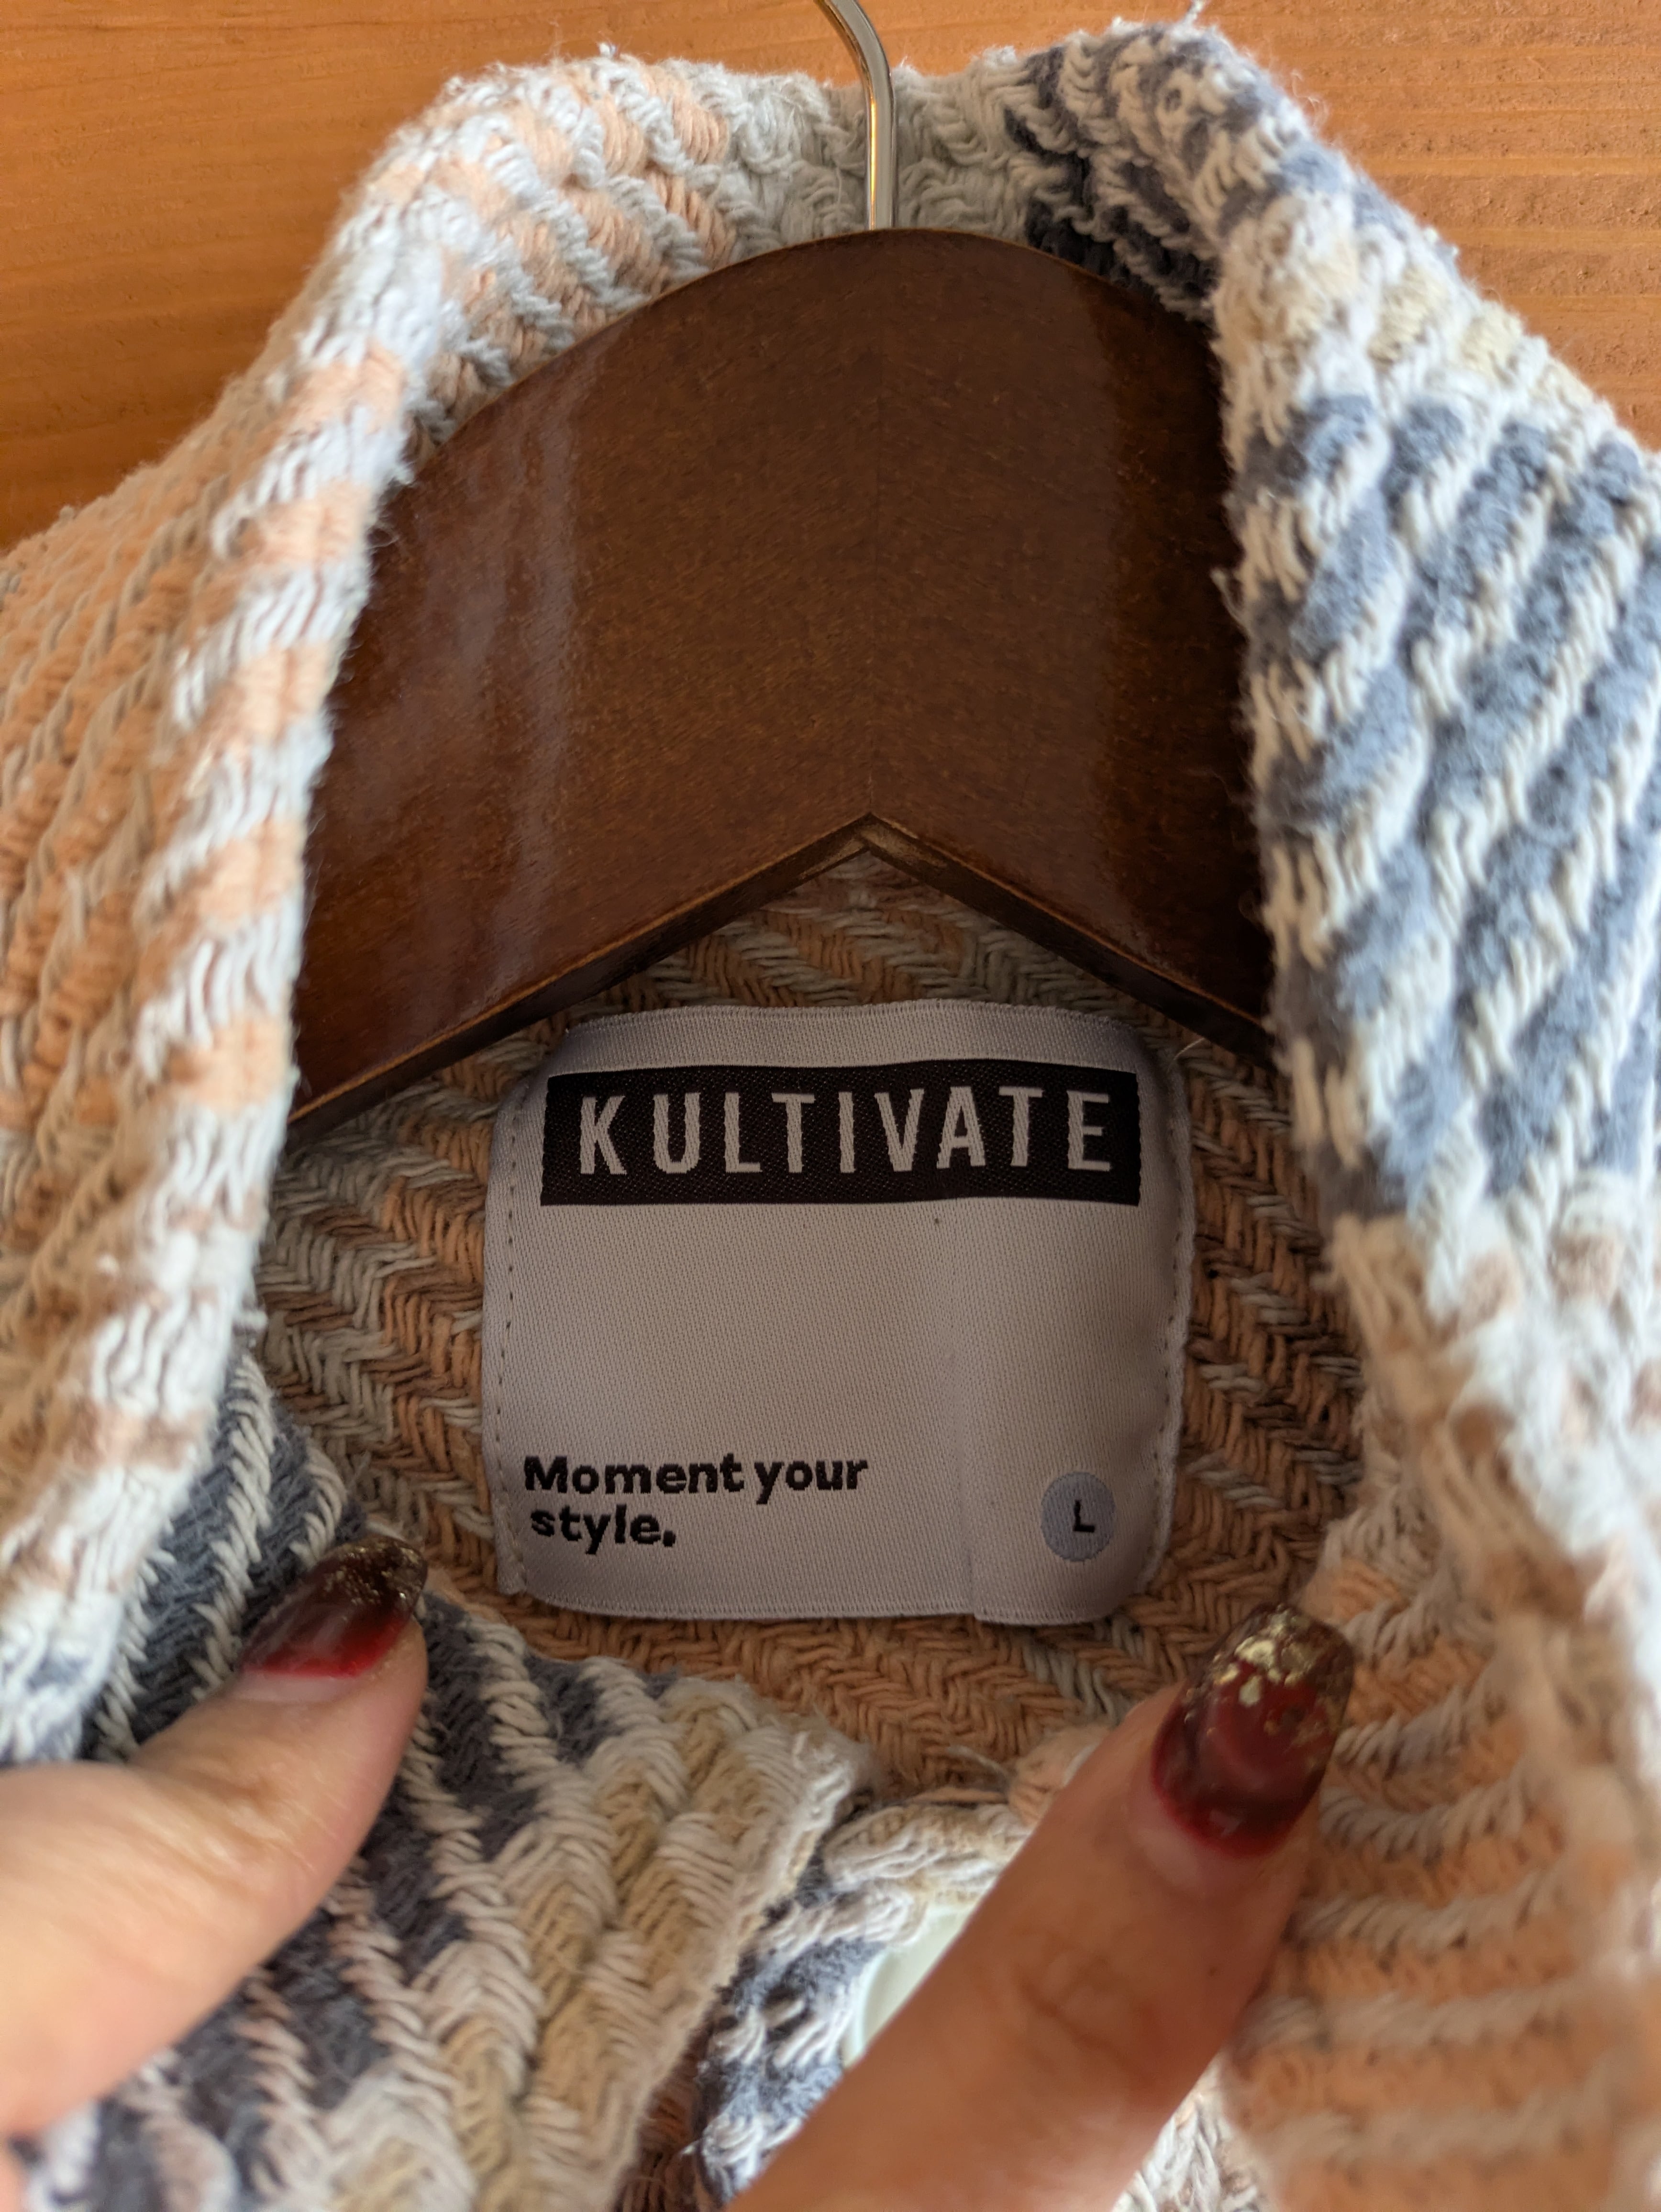 KULTIVATE
Moment your
style.
L